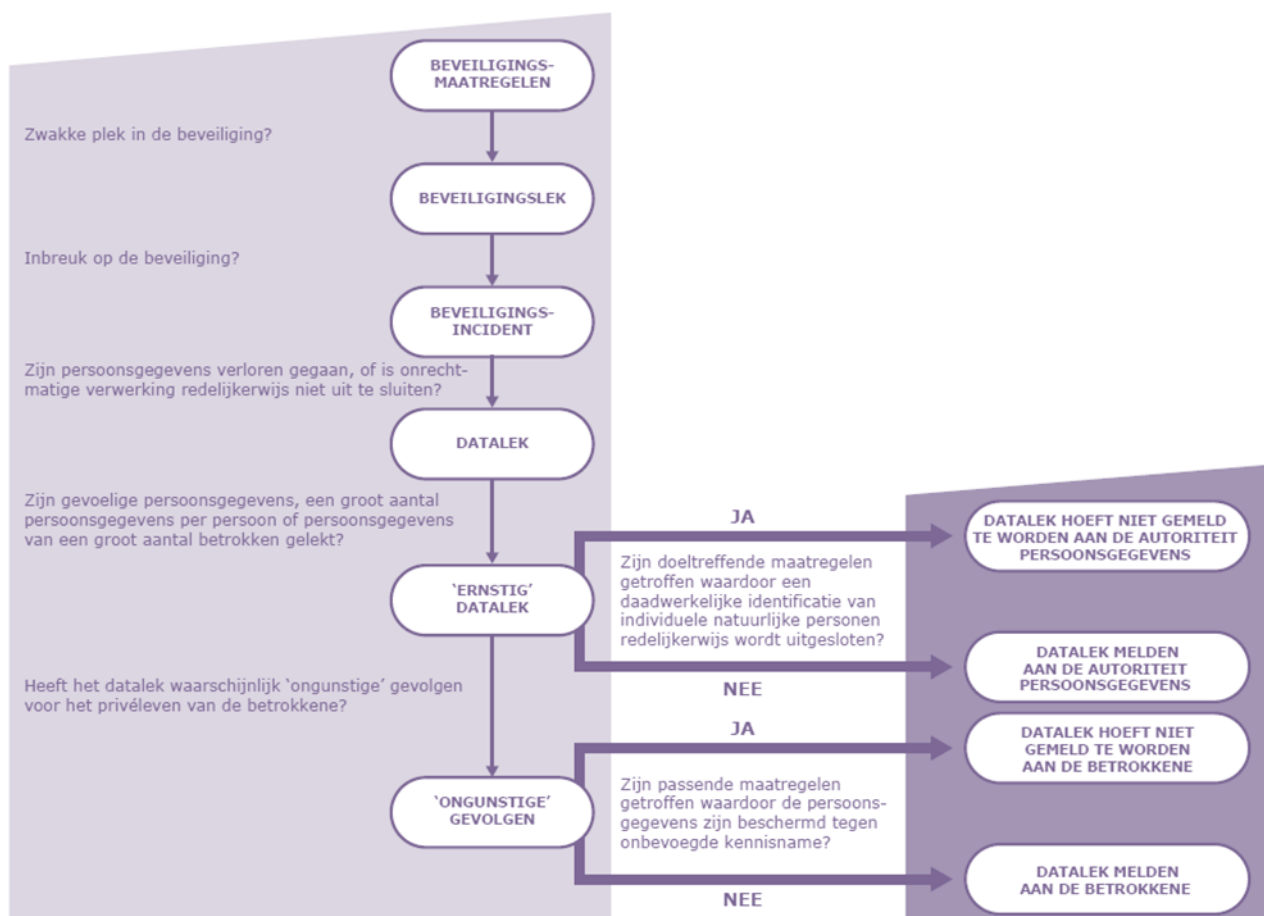 BEVEILIGINGS-
MAATREGELEN
Zwakke plek in de beveiliging?
BEVEILIGINGSLEK
Inbreuk op de beveiliging?
BEVEILIGINGS-
INCIDENT
Zijn persoonsgegevens verloren gegaan, of is onrecht-
matige verwerking redelijkerwijs niet uit te sluiten?
DATALEK
Zijn gevoelige persoonsgegevens, een groot aantal
persoonsgegevens per persoon of persoonsgegevens
van een groot aantal betrokken gelekt?
‘ERNSTIG’
DATALEK
JA
Zijn doeltreffende maatregelen
getroffen waardoor een
daadwerkelijke identificatie van
individuele natuurlijke personen
redelijkerwijs wordt uitgesloten?
NEE
DATALEK HOEFT NIET GEMELD
TE WORDEN AAN DE AUTORITEIT
PERSOONSGEGEVENS
DATALEK MELDEN
AAN DE AUTORITEIT
PERSOONSGEGEVENS
Heeft het datalek waarschijnlijk ‘ongunstige’ gevolgen
voor het privéleven van de betrokkene?
‘ONGUNSTIGE’
GEVOLGEN
JA
Zijn passende maatregelen
getroffen waardoor de persoons-
gegevens zijn beschermd tegen
onbevoegde kennisname?
NEE
DATALEK HOEFT NIET
GEMELD TE WORDEN
AAN DE BETROKKENE
DATALEK MELDEN
AAN DE BETROKKENE